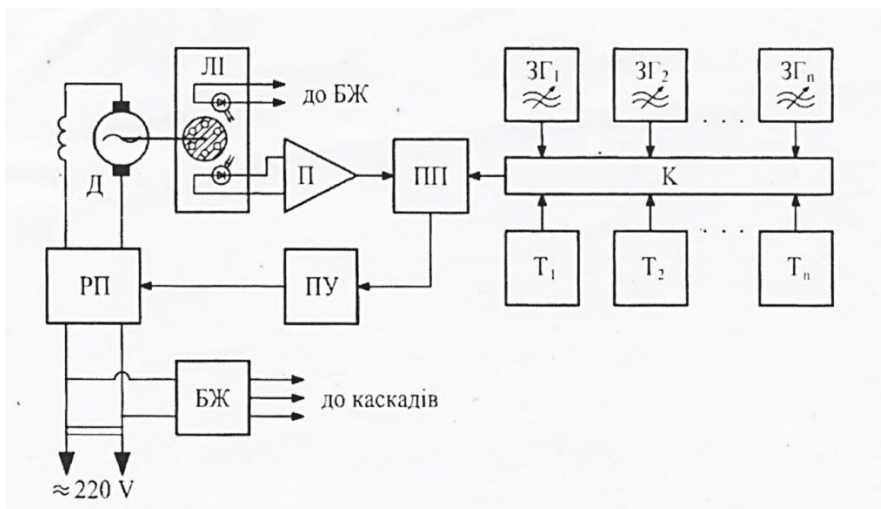 ЛІ
до БЖ
Д
П
ПП
ЗГ₁
ЗГ₂
. . . .
ЗГₙ
К
Т₁
Т₂
. . . .
Тₙ
РП
ПУ
БЖ
до каскадів
≈ 220 V